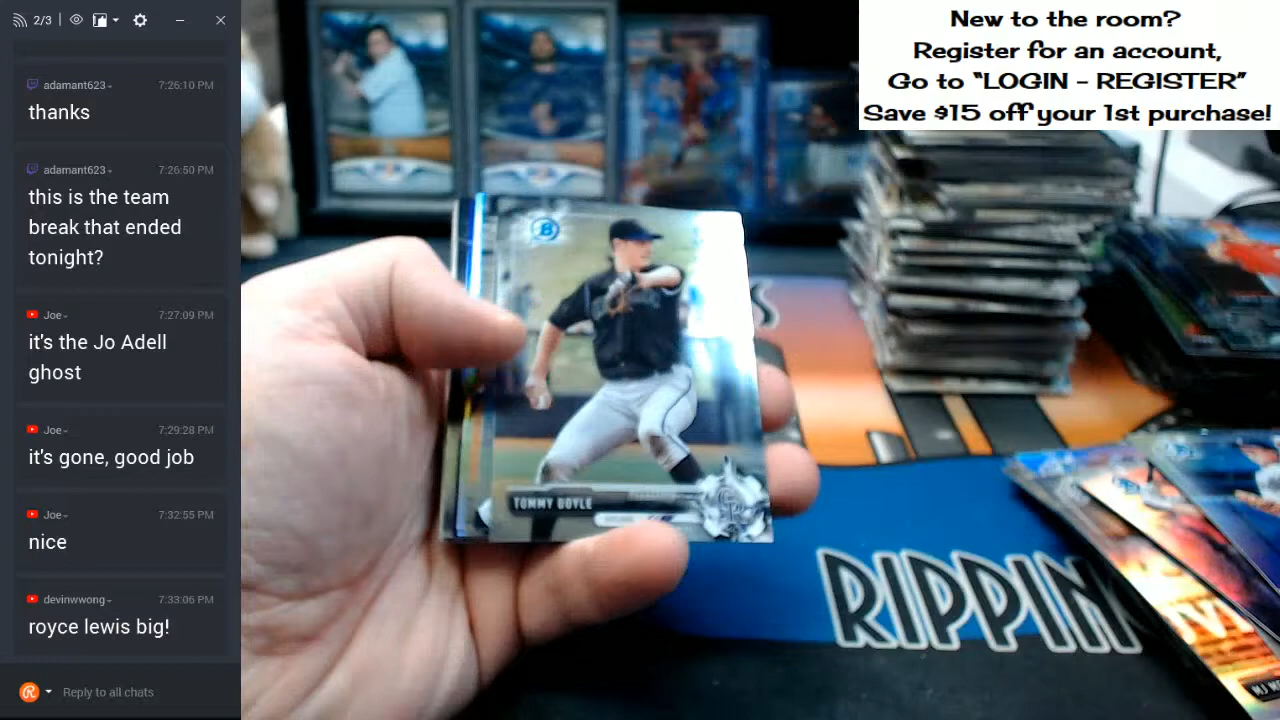 2/3
adamant623
7:26:10 PM
thanks
adamant623
7:26:50 PM
this is the team
break that ended
tonight?
Joe
7:27:09 PM
it's the Jo Adell
ghost
Joe
7:29:28 PM
it's gone, good job
Joe
7:32:55 PM
nice
devinwwong
7:33:06 PM
royce lewis big!
Reply to all chats
New to the room?
Register for an account,
Go to “LOGIN - REGISTER”
Save $15 off your 1st purchase!
B
TOMMY DOYLE
RIPPIN